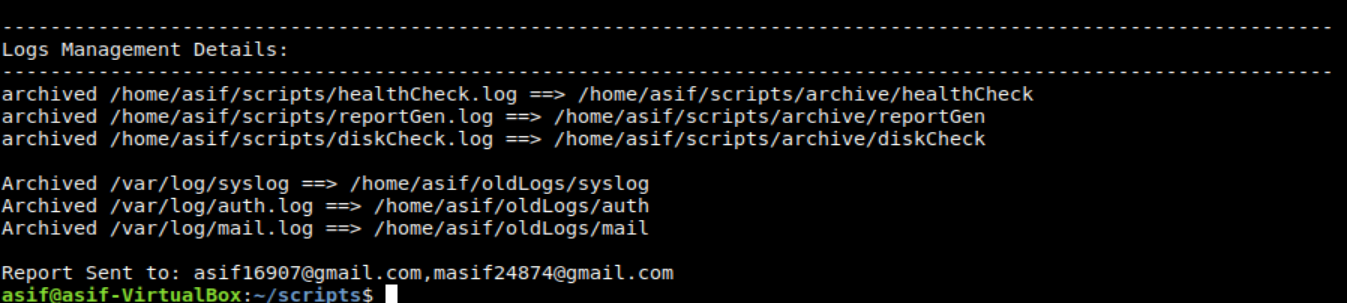 ---------------------------------------------------------------------------------------------------------------
Logs Management Details:
---------------------------------------------------------------------------------------------------------------
archived /home/asif/scripts/healthCheck.log ==> /home/asif/scripts/archive/healthCheck
archived /home/asif/scripts/reportGen.log ==> /home/asif/scripts/archive/reportGen
archived /home/asif/scripts/diskCheck.log ==> /home/asif/scripts/archive/diskCheck
Archived /var/log/syslog ==> /home/asif/oldLogs/syslog
Archived /var/log/auth.log ==> /home/asif/oldLogs/auth
Archived /var/log/mail.log ==> /home/asif/oldLogs/mail
Report Sent to: asif16907@gmail.com,masif24874@gmail.com
asif@asif-VirtualBox:~/scripts$